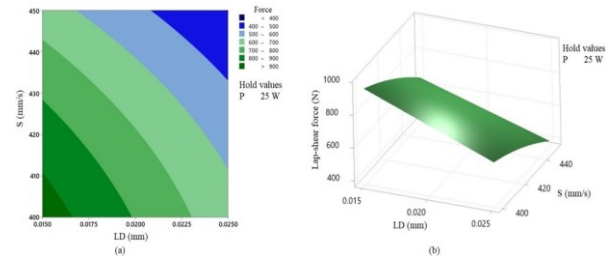 Force
< 400
400 – 500
500 – 600
600 – 700
700 – 800
800 – 900
> 900
Hold values
P 25 W
450
440
430
420
410
400
S (mm/s)
0.0150 0.0175 0.0200 0.0225 0.0250
LD (mm)
(a)
Hold values
P 25 W
1000
800
600
400
Lap-shear force (N)
0.015
0.020
0.025
LD (mm)
400
420
440
S (mm/s)
(b)